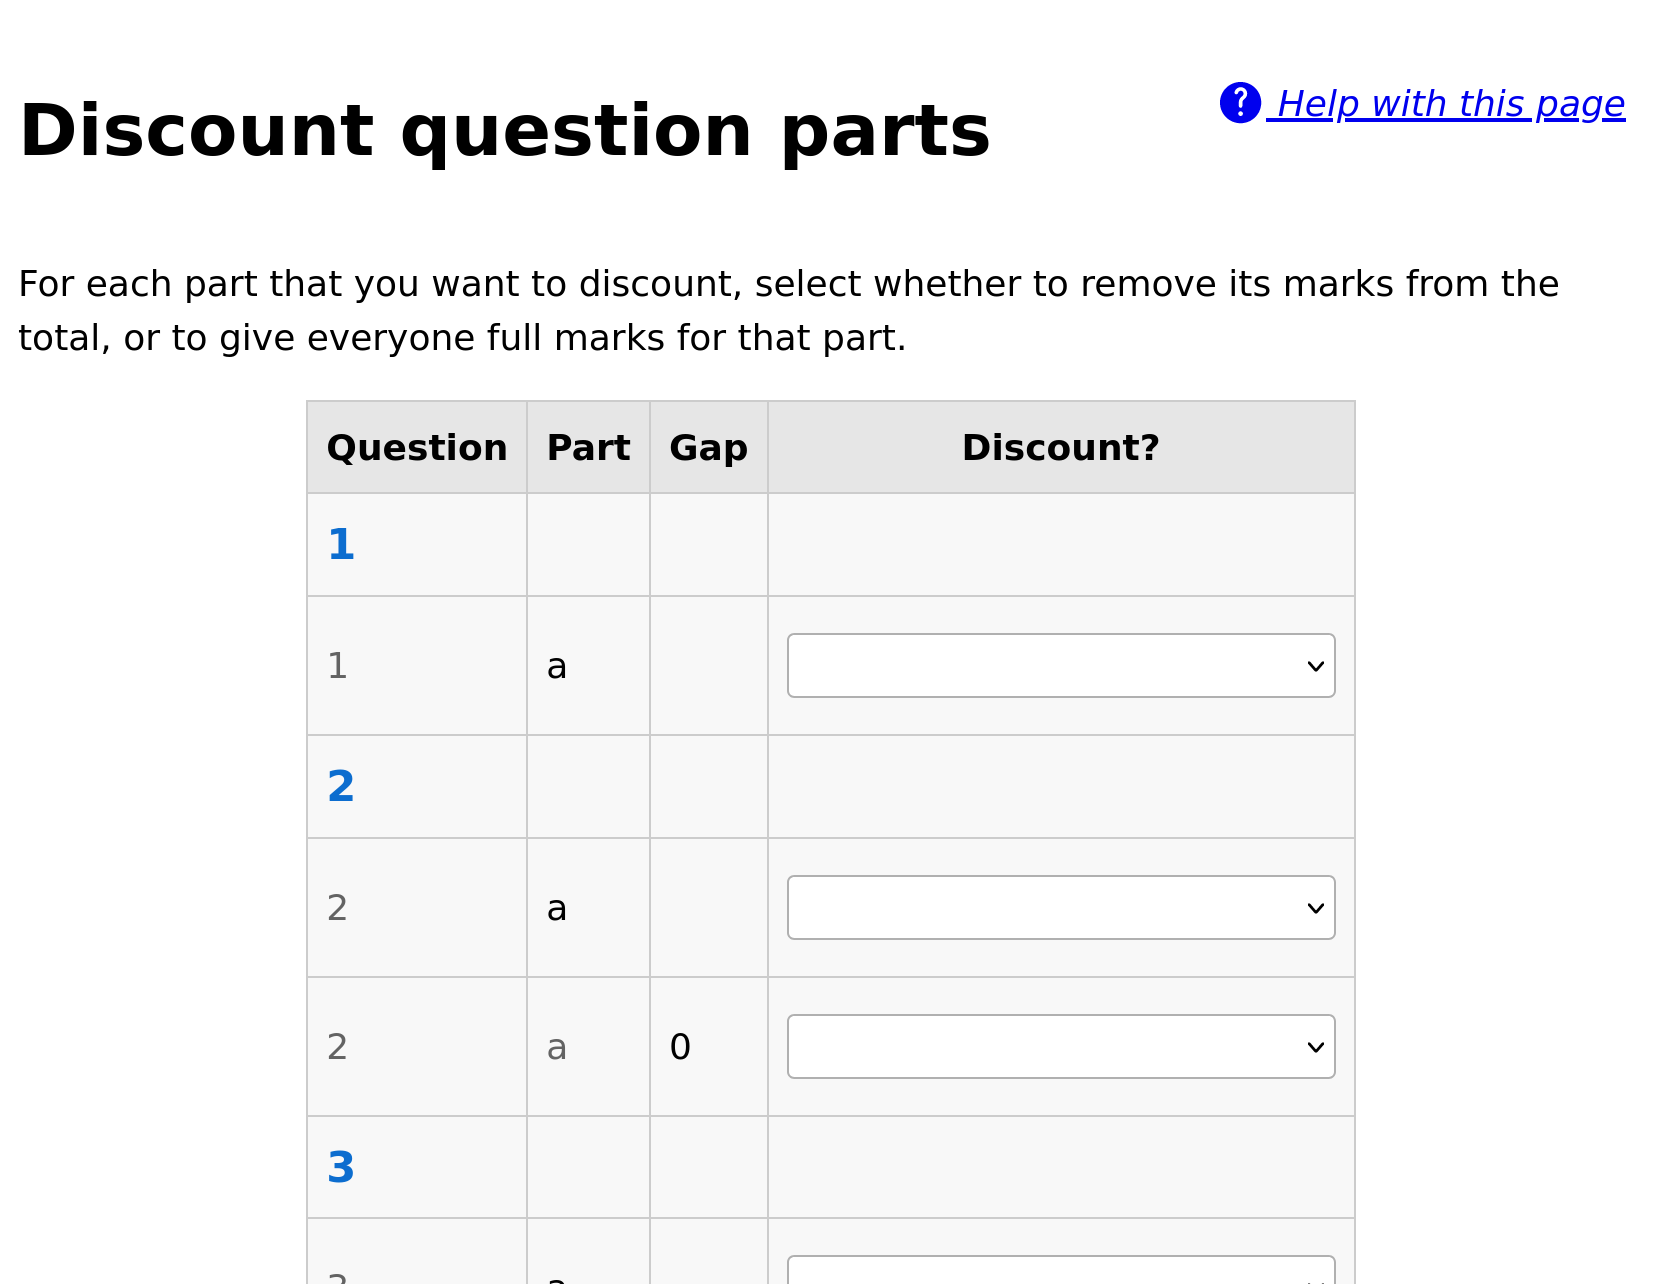 Discount question parts
Help with this page
For each part that you want to discount, select whether to remove its marks from the
total, or to give everyone full marks for that part.
Question Part Gap Discount?
1
1 a
2
2 a
2 a 0
3
3 a